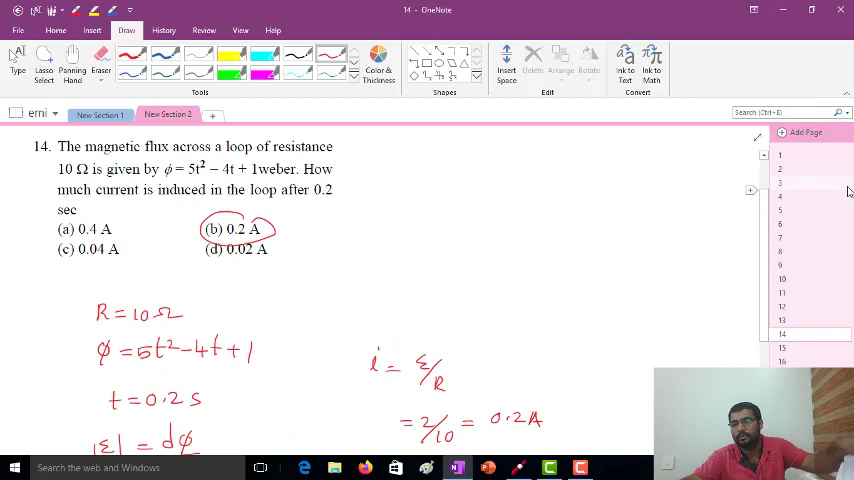 14 - OneNote
File Home Insert Draw History Review View Help
Type
Lasso Select
Panning Hand
Eraser
Color & Thickness
Insert Space
Delete
Arrange
Rotate
Ink to Text
Ink to Math
Tools
Shapes
Edit
Convert
emi
New Section 1
New Section 2
Search (Ctrl+E)
Add Page
14. The magnetic flux across a loop of resistance
10 Ω is given by ϕ = 5t² − 4t + 1weber. How
much current is induced in the loop after 0.2
sec
(a) 0.4 A (b) 0.2 A
(c) 0.04 A (d) 0.02 A
R = 10 Ω
ϕ = 5t² − 4t + 1
t = 0.2 s
|ε| = dϕ
i = ε/R
= 2/10 = 0.2A
1
2
3
4
5
6
7
8
9
10
11
12
13
14
15
16
Search the web and Windows